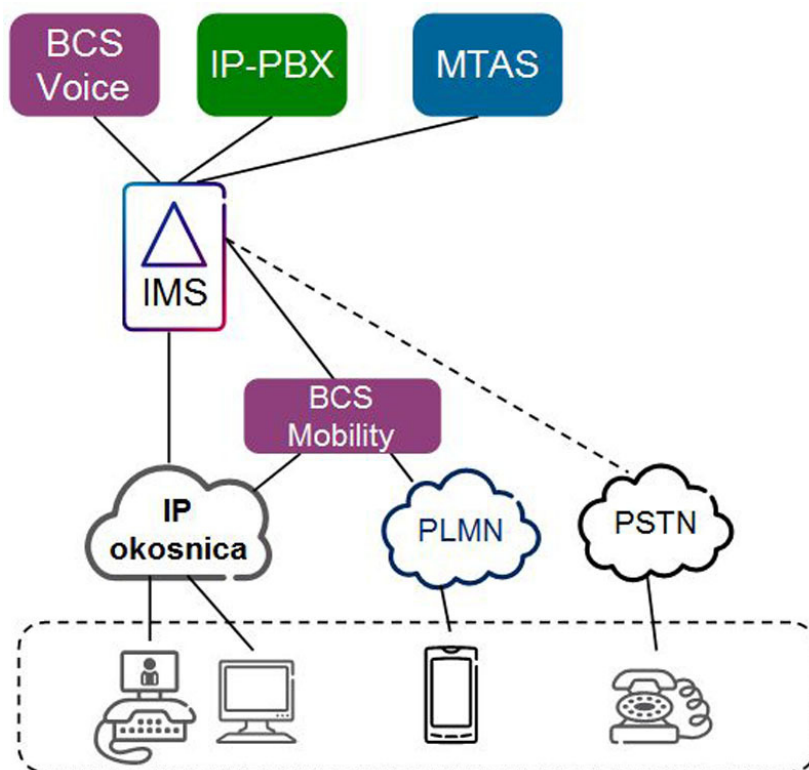 BCS
Voice
IP-PBX
MTAS
IMS
BCS
Mobility
IP
okosnica
PLMN
PSTN